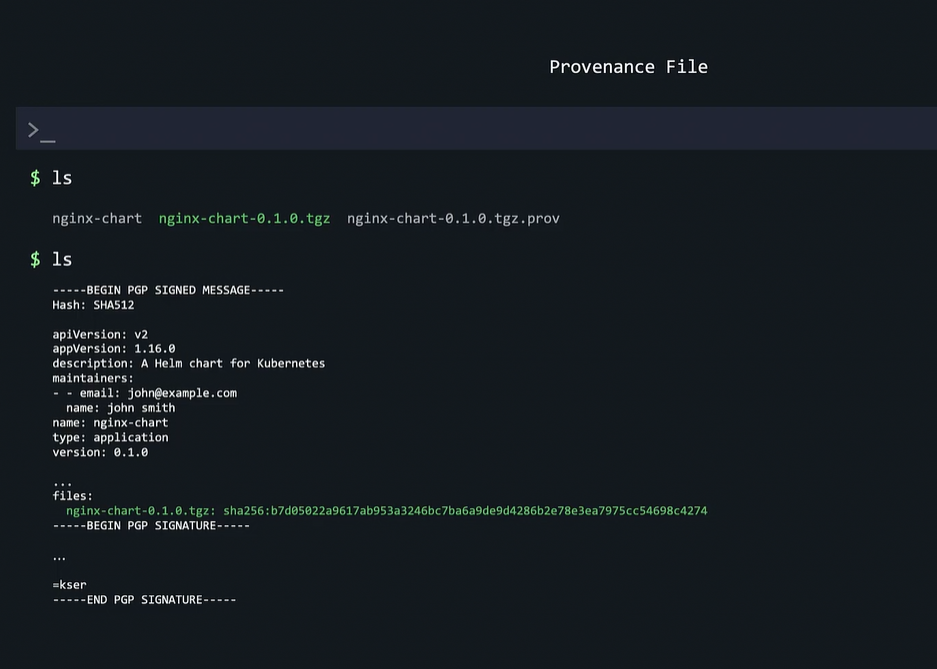 Provenance File
>_
$ ls
nginx-chart nginx-chart-0.1.0.tgz nginx-chart-0.1.0.tgz.prov
$ ls
-----BEGIN PGP SIGNED MESSAGE-----
Hash: SHA512
apiVersion: v2
appVersion: 1.16.0
description: A Helm chart for Kubernetes
maintainers:
- - email: john@example.com
name: john smith
name: nginx-chart
type: application
version: 0.1.0
...
files:
nginx-chart-0.1.0.tgz: sha256:b7d05022a9617ab953a3246bc7ba6a9de9d4286b2e78e3ea7975cc54698c4274
-----BEGIN PGP SIGNATURE-----
...
=kser
-----END PGP SIGNATURE-----